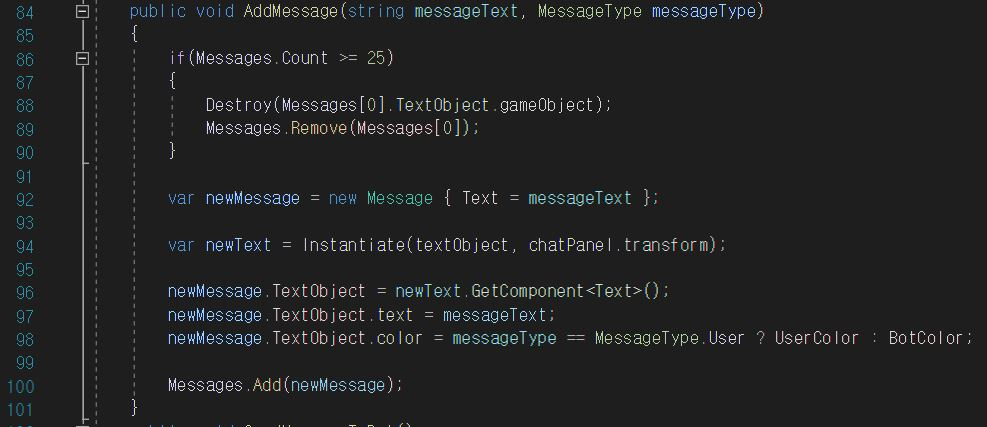 84 public void AddMessage(string messageText, MessageType messageType)
85 {
86 if(Messages.Count >= 25)
87 {
88 Destroy(Messages[0].TextObject.gameObject);
89 Messages.Remove(Messages[0]);
90 }
91
92 var newMessage = new Message { Text = messageText };
93
94 var newText = Instantiate(textObject, chatPanel.transform);
95
96 newMessage.TextObject = newText.GetComponent<Text>();
97 newMessage.TextObject.text = messageText;
98 newMessage.TextObject.color = messageType == MessageType.User ? UserColor : BotColor;
99
100 Messages.Add(newMessage);
101 }